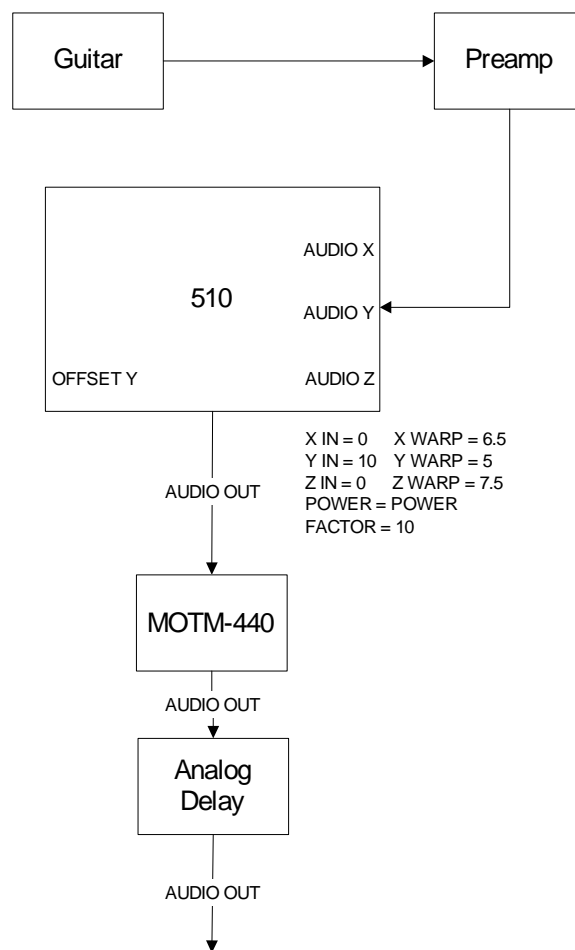 Guitar
Preamp
AUDIO X
510
AUDIO Y
OFFSET Y
AUDIO Z
X IN = 0 X WARP = 6.5
Y IN = 10 Y WARP = 5
Z IN = 0 Z WARP = 7.5
POWER = POWER
FACTOR = 10
AUDIO OUT
MOTM-440
AUDIO OUT
Analog
Delay
AUDIO OUT